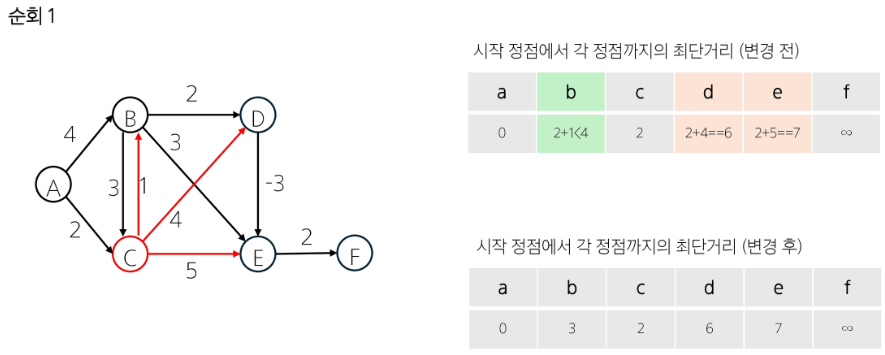 순회 1
시작 정점에서 각 정점까지의 최단거리 (변경 전)
a b c d e f
0 2+1<4 2 2+4==6 2+5==7 ∞
B 2 D
4 3
A 3 1 -3
2 4
C 5 E 2 F
시작 정점에서 각 정점까지의 최단거리 (변경 후)
a b c d e f
0 3 2 6 7 ∞